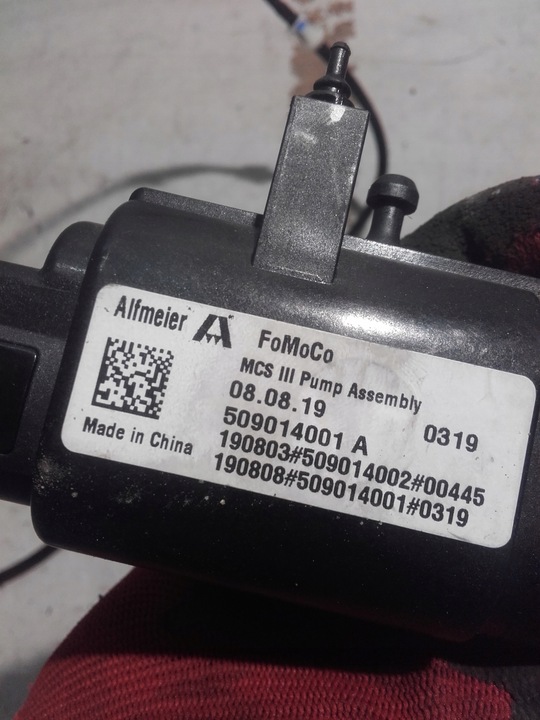 Alfmeier
FoMoCo
MCS III Pump Assembly
08.08.19
509014001 A 0319
190803#509014002#00445
190808#509014001#0319
Made in China